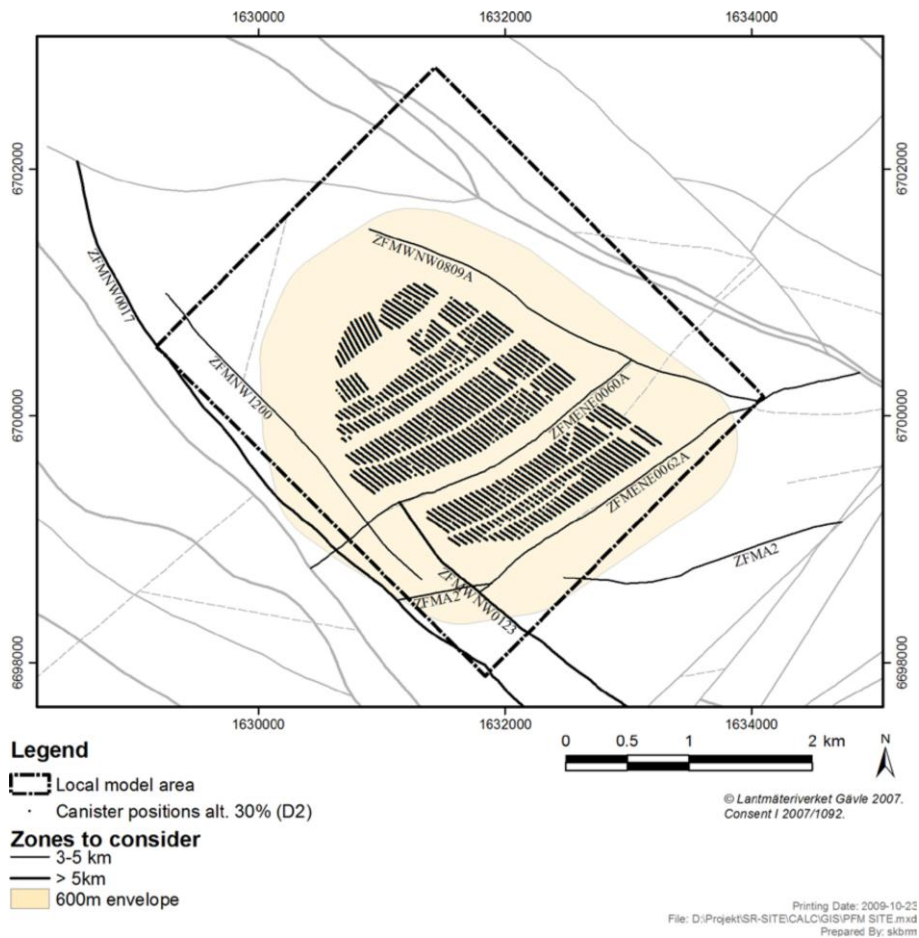 1630000 1632000 1634000
6702000 6702000
ZFMWNW0809A
ZFMNW0017
ZFMNW1200
6700000 6700000
ZFMENE0060A
ZFMENE0062A
ZFMA2
ZFMA2
ZFMWNW0123
6698000 6698000
1630000 1632000 1634000
Legend
Local model area
Canister positions alt. 30% (D2)
Zones to consider
3-5 km
> 5km
600m envelope
0 0.5 1 2 km
N
© Lantmäteriverket Gävle 2007.
Consent I 2007/1092.
Printing Date: 2009-10-23
File: D:\Projekt\SR-SITE\CALC\GIS\PFM SITE.mxd
Prepared By: skbrm